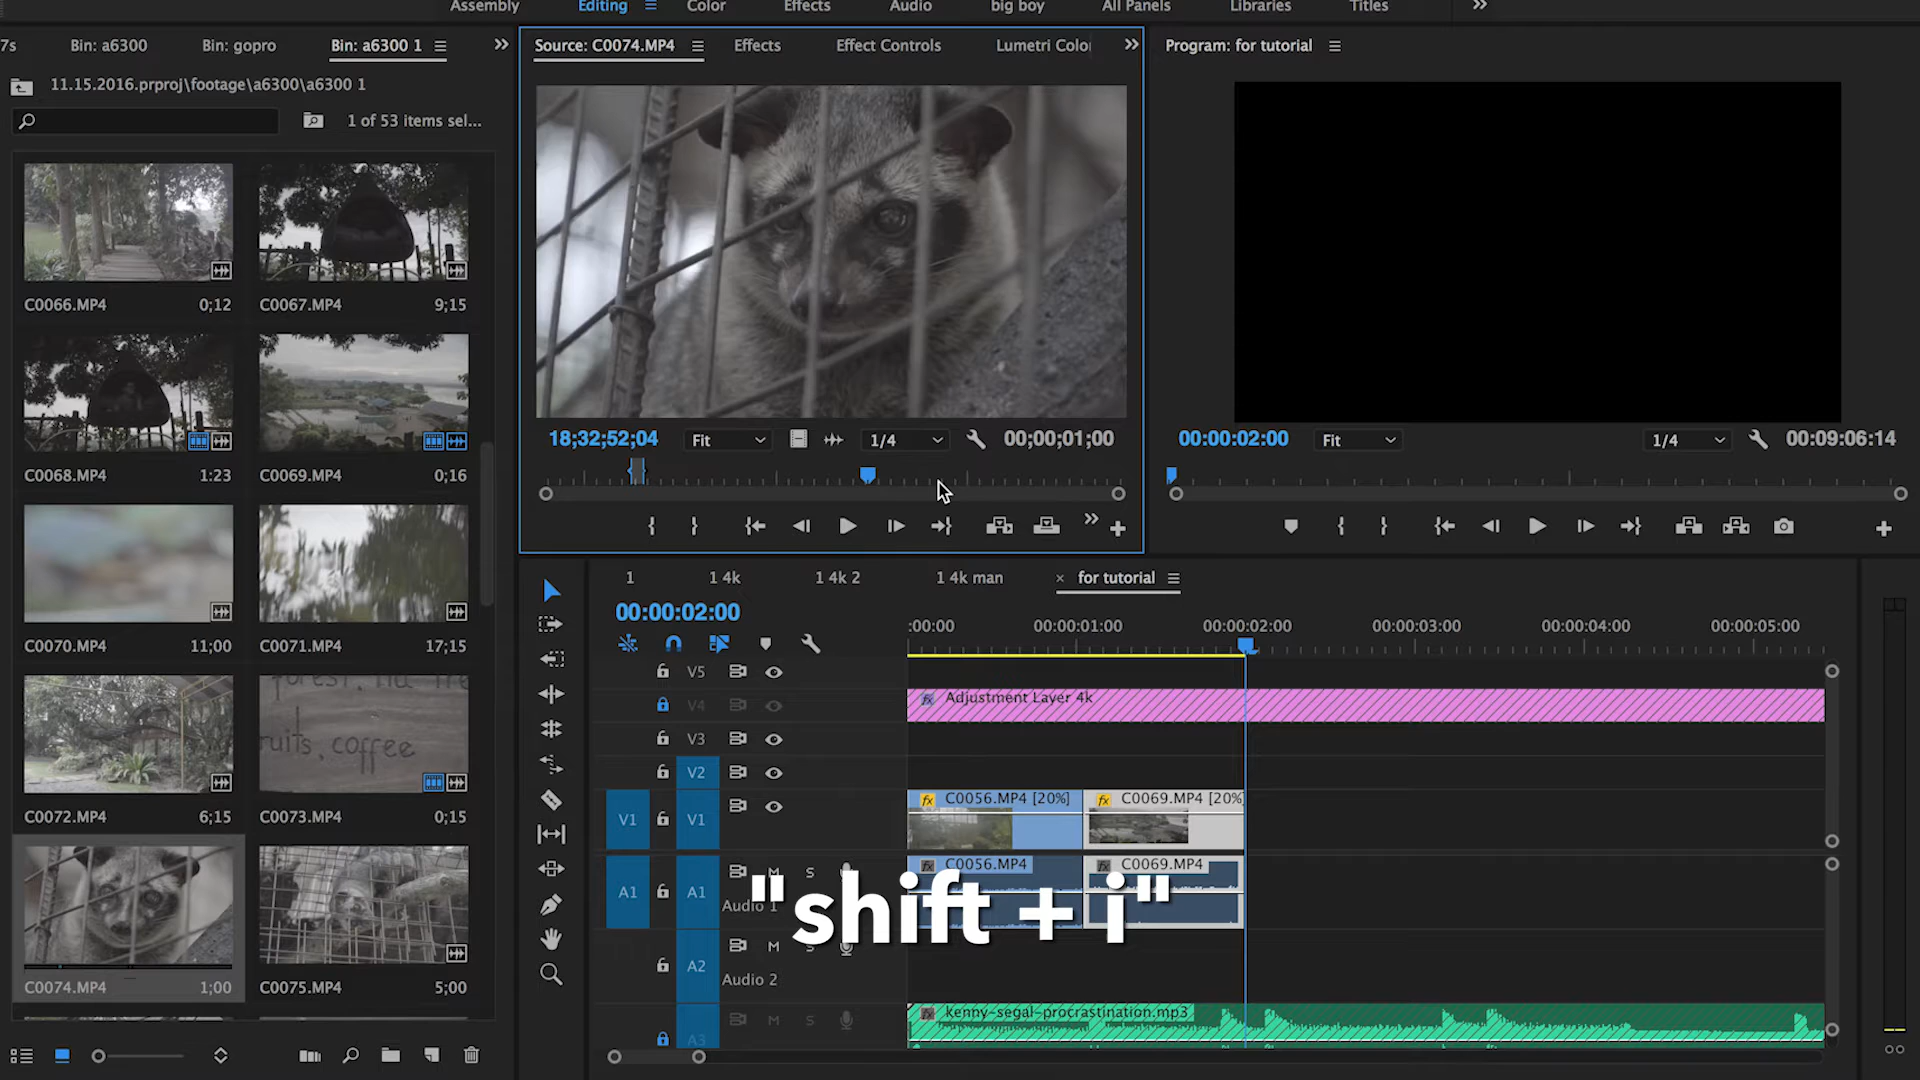 Assembly
Editing
Color
Effects
Audio
big boy
All Panels
Libraries
Titles
7s
Bin: a6300
Bin: gopro
Bin: a6300 1
Source: C0074.MP4
Effects
Effect Controls
Lumetri Colo
Program: for tutorial
11.15.2016.prproj\footage\a6300\a6300 1
1 of 53 items sel...
C0066.MP4 0;12
C0067.MP4 9;15
C0068.MP4 1:23
C0069.MP4 0;16
C0070.MP4 11;00
C0071.MP4 17;15
forest,
ruits, coffee
C0072.MP4 6;15
C0073.MP4 0;15
C0074.MP4 1;00
C0075.MP4 5;00
18;32;52;04
Fit
1/4
00;00;01;00
00:00:02:00
Fit
1/4
00:09:06:14
1
1 4k
1 4k 2
1 4k man
× for tutorial
00:00:02:00
:00:00
00:00:01:00
00:00:02:00
00:00:03:00
00:00:04:00
00:00:05:00
V5
V4
Adjustment Layer 4k
V3
V2
C0056.MP4 [20%]
C0069.MP4 [20%]
V1
V1
C0056.MP4
C0069.MP4
M S
A1
A1
Audio 1
"shift + i"
M S
A2
Audio 2
kenny-segal-procrastination.mp3
M S
A3